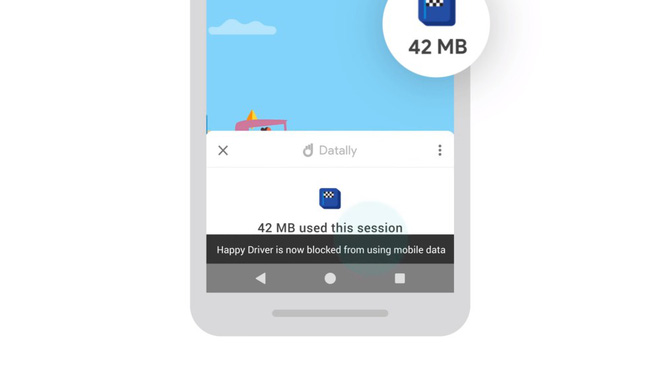 42 MB
Datally
42 MB used this session
Happy Driver is now blocked from using mobile data